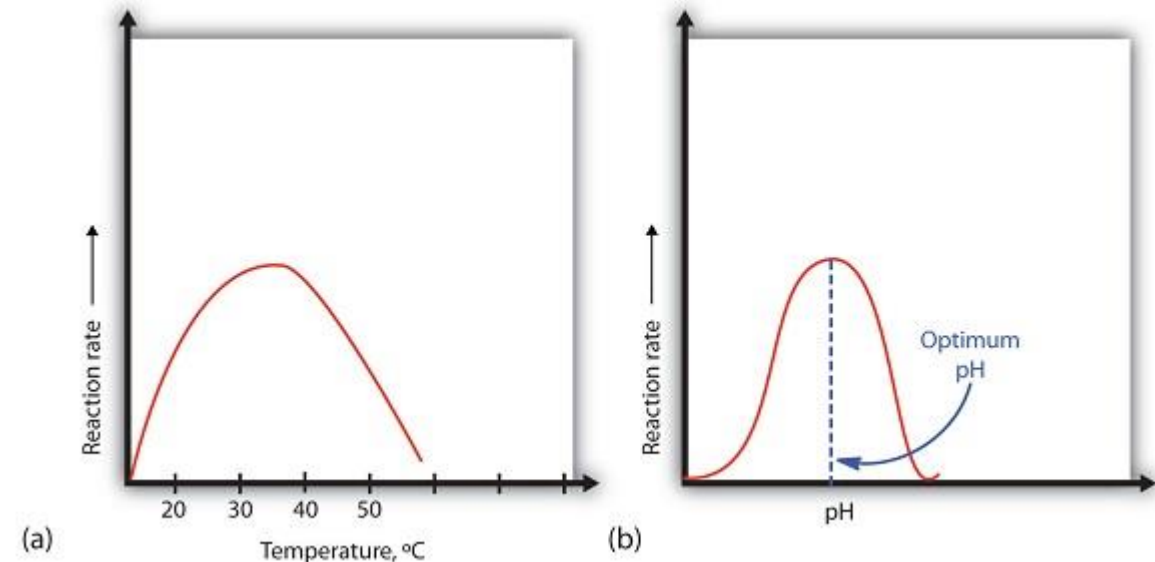 Reaction rate
20 30 40 50
Temperature, ºC
(a)
Reaction rate
Optimum
pH
pH
(b)